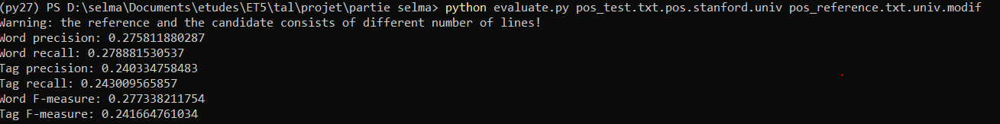 (py27) PS D:\selma\Documents\etudes\ET5\tal\projet\partie selma> python evaluate.py pos_test.txt.pos.stanford.univ pos_reference.txt.univ.modif
Warning: the reference and the candidate consists of different number of lines!
Word precision: 0.275811880287
Word recall: 0.278881530537
Tag precision: 0.240334758483
Tag recall: 0.243009565857
Word F-measure: 0.277338211754
Tag F-measure: 0.241664761034